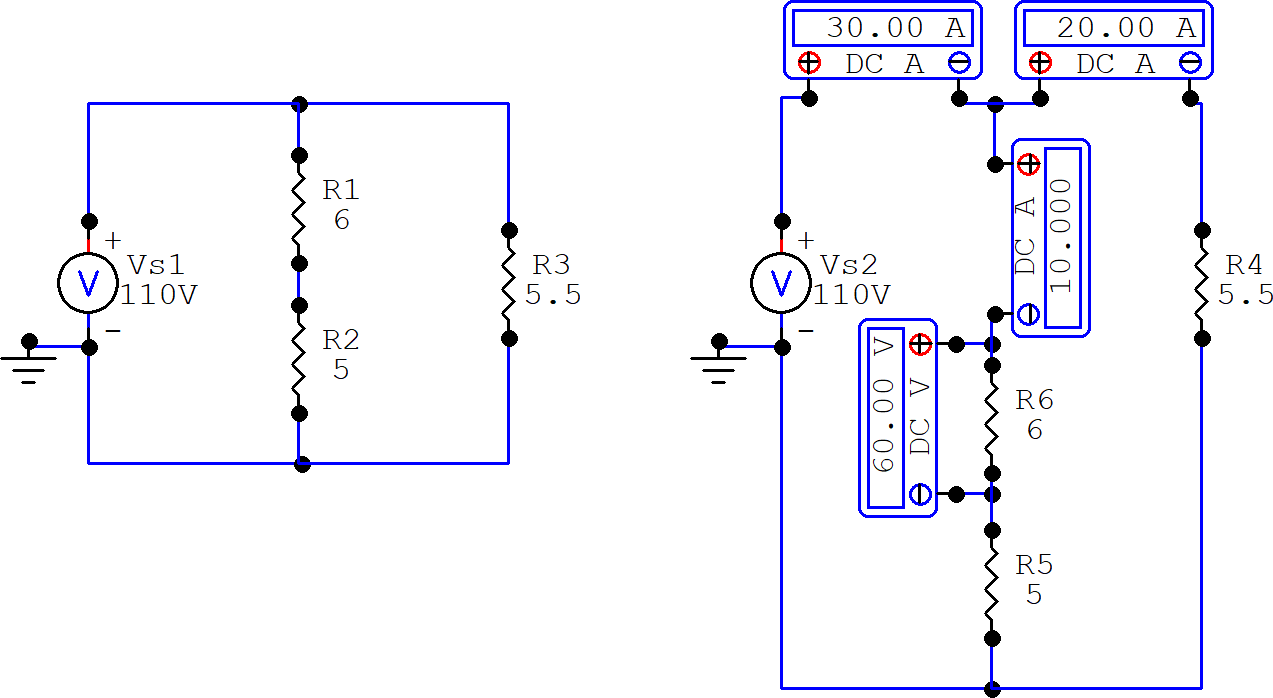 R1
6
Vs1
110V
+
V
-
R2
5
R3
5.5
30.00 A
DC A
20.00 A
DC A
DC A
10.000
Vs2
110V
+
V
-
R4
5.5
60.00 V
DC V
R6
6
R5
5